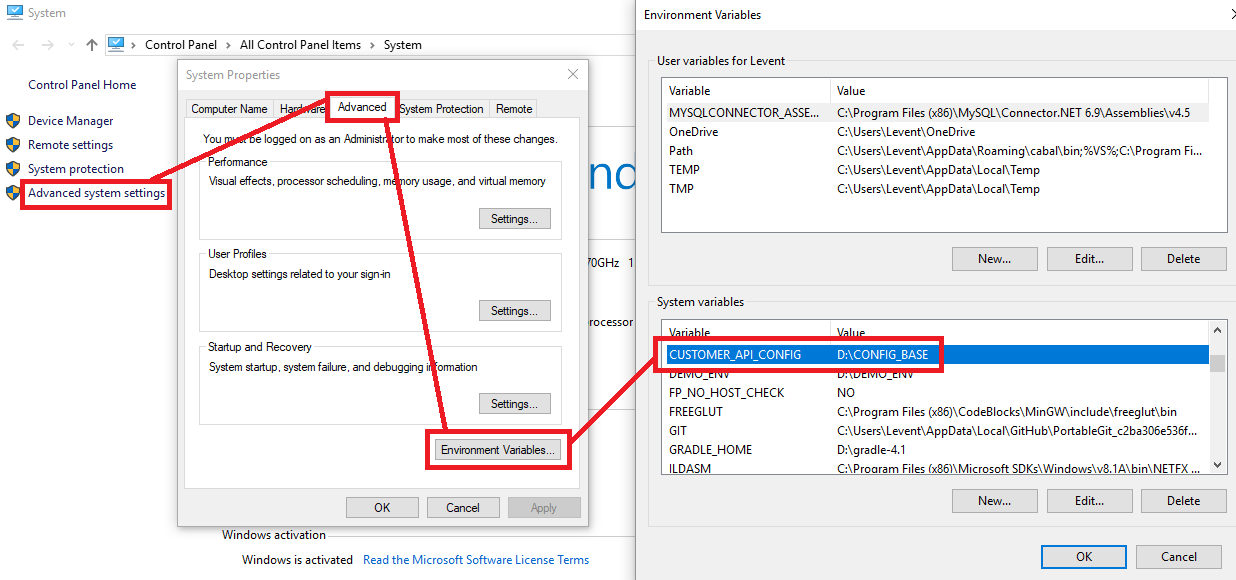 System
Control Panel > All Control Panel Items > System
Control Panel Home
Device Manager
Remote settings
System protection
Advanced system settings
System Properties
Computer Name Hardware Advanced System Protection Remote
You must be logged on as an Administrator to make most of these changes.
Performance
Visual effects, processor scheduling, memory usage, and virtual memory
Settings...
User Profiles
Desktop settings related to your sign-in
Settings...
Startup and Recovery
System startup, system failure, and debugging information
Settings...
Environment Variables...
OK Cancel Apply
70GHz 1
processor
Windows activation
Windows is activated Read the Microsoft Software License Terms
Environment Variables
User variables for Levent
Variable Value
MYSQLCONNECTOR_ASSE... C:\Program Files (x86)\MySQL\Connector.NET 6.9\Assemblies\v4.5
OneDrive C:\Users\Levent\OneDrive
Path C:\Users\Levent\AppData\Roaming\cabal\bin;%VS%;C:\Program Fi...
TEMP C:\Users\Levent\AppData\Local\Temp
TMP C:\Users\Levent\AppData\Local\Temp
New... Edit... Delete
System variables
Variable Value
CUSTOMER_API_CONFIG D:\CONFIG_BASE
DEMO_ENV D:\DEMO_ENV
FP_NO_HOST_CHECK NO
FREEGLUT C:\Program Files (x86)\CodeBlocks\MinGW\include\freeglut\bin
GIT C:\Users\Levent\AppData\Local\GitHub\PortableGit_c2ba306e536f...
GRADLE_HOME D:\gradle-4.1
ILDASM C:\Program Files (x86)\Microsoft SDKs\Windows\v8.1A\bin\NETFX ...
New... Edit... Delete
OK Cancel